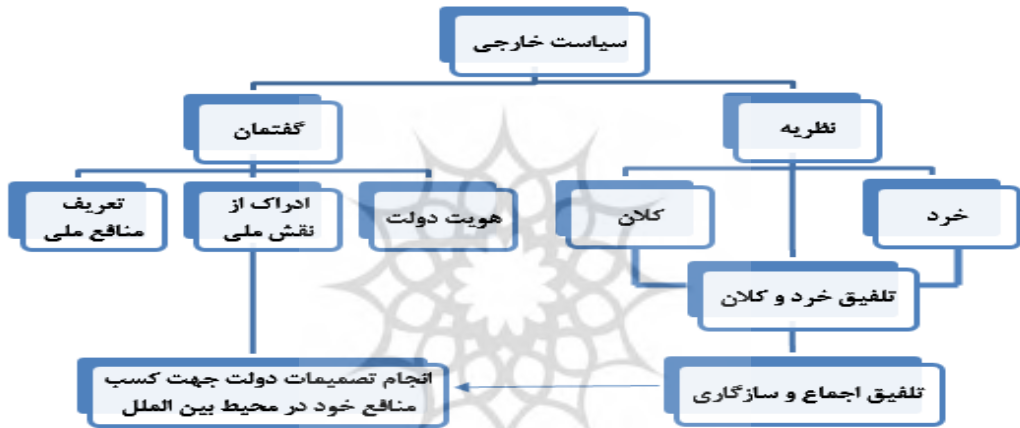 سیاست خارجی
نظریه
گفتمان
خرد
کلان
هویت دولت
ادراک از
نقش ملی
تعریف
منافع ملی
تلفیق خرد و کلان
تلفیق اجماع و سازگاری
انجام تصمیمات دولت جهت کسب
منافع خود در محیط بین الملل